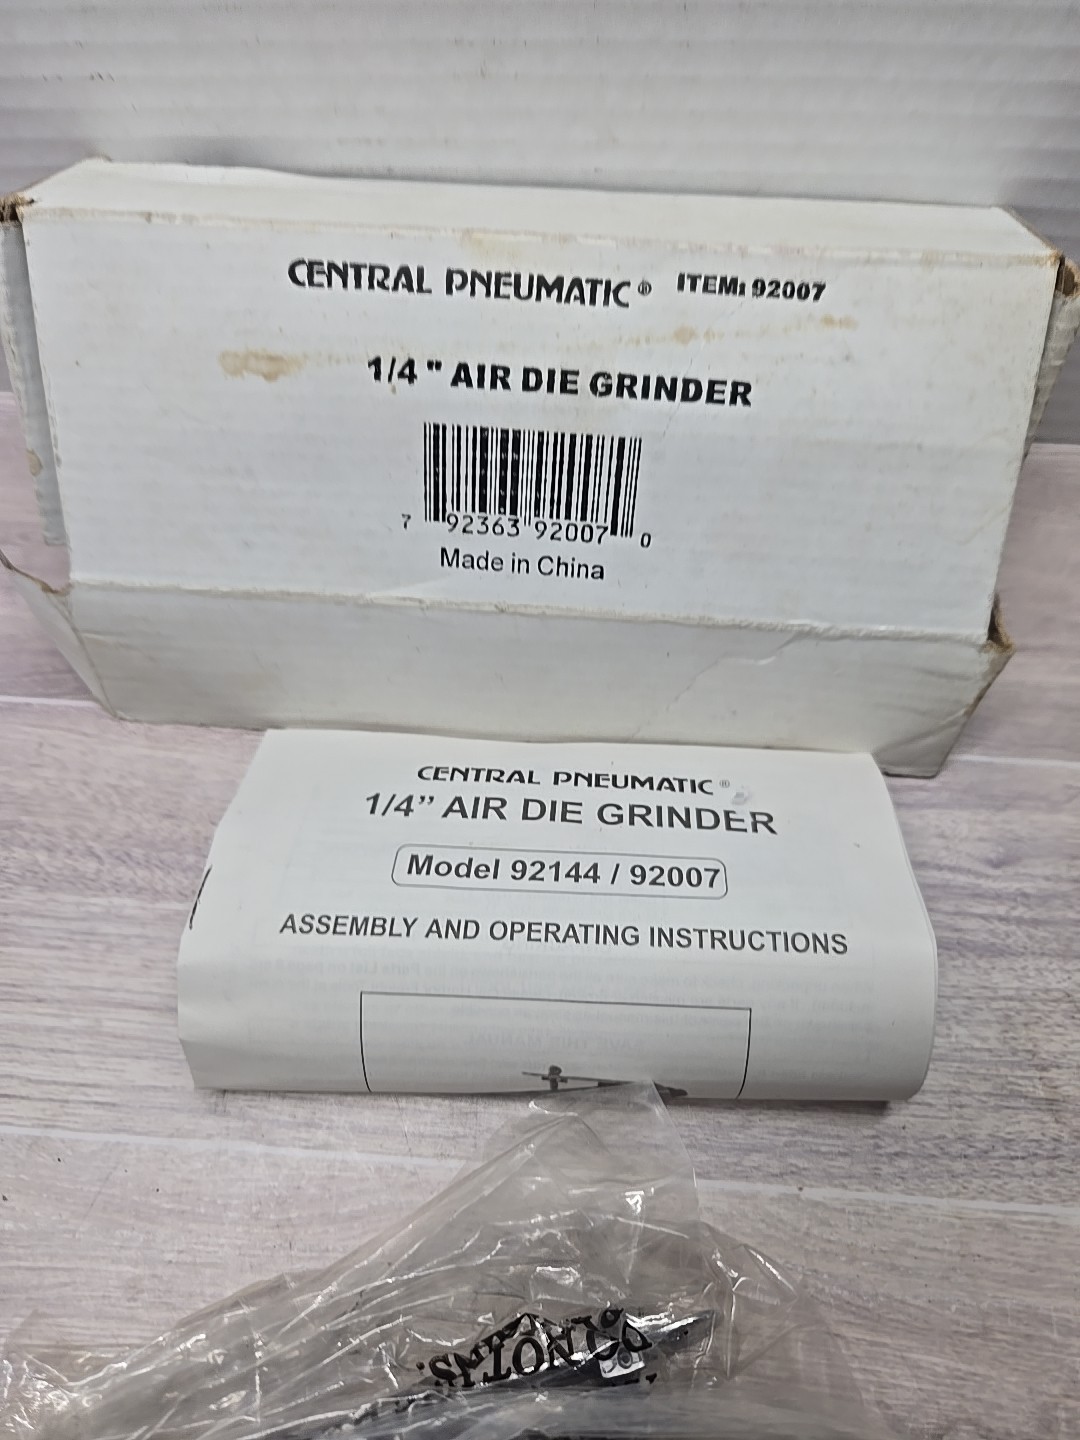 CENTRAL PNEUMATIC® ITEM: 92007
1/4 " AIR DIE GRINDER
7 92363 92007 0
Made in China
CENTRAL PNEUMATIC®
1/4” AIR DIE GRINDER
Model 92144 / 92007
ASSEMBLY AND OPERATING INSTRUCTIONS